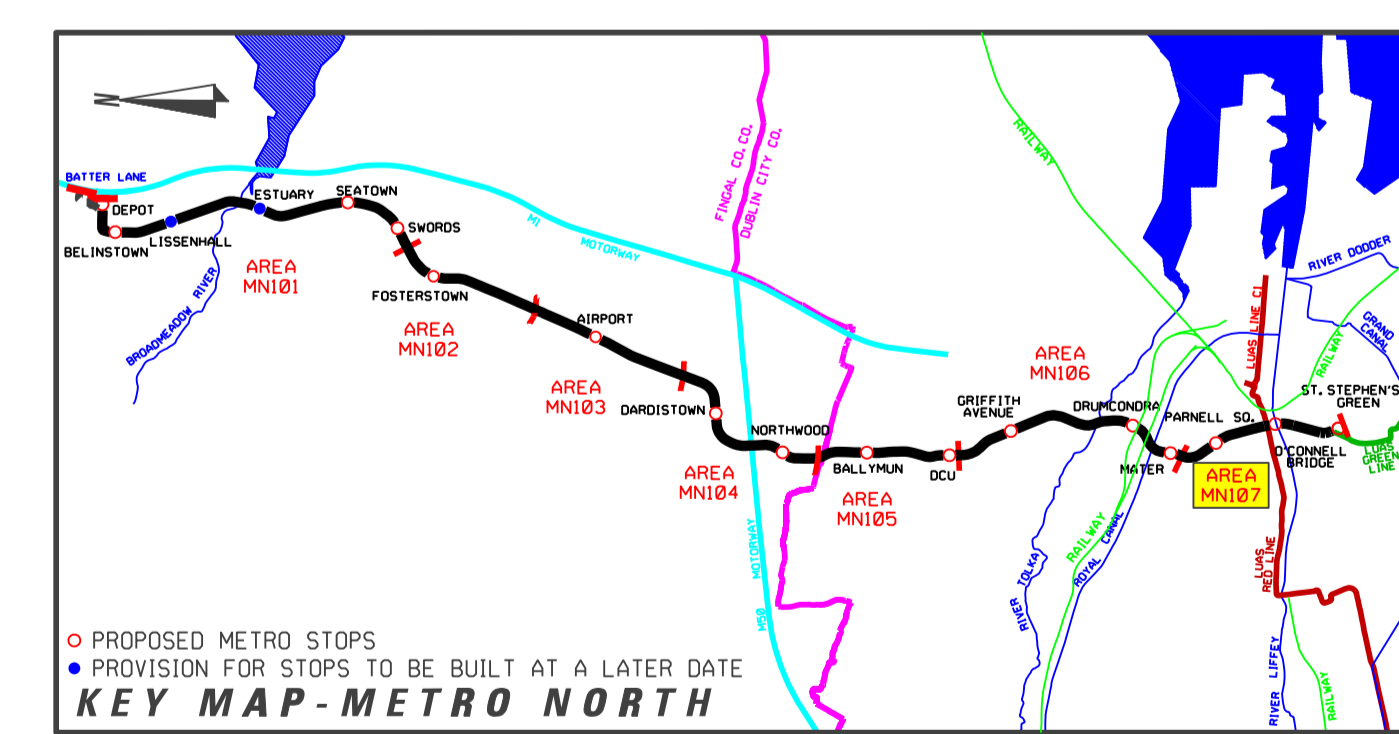 BATTER LANE
DEPOT
BELINSTOWN
LISSENHALL
ESTUARY
SEATOWN
SWORDS
BROADMEADOW RIVER
AREA
MN101
FOSTERSTOWN
AREA
MN102
AIRPORT
AREA
MN103
M1
MOTORWAY
FINGAL CO. CO.
DUBLIN CITY CO.
DARDISTOWN
NORTHWOOD
AREA
MN104
MOTORWAY
M50
BALLYMUN
AREA
MN105
DCU
GRIFFITH
AVENUE
AREA
MN106
DRUMCONDRA
MATER
PARNELL SQ.
AREA
MN107
O'CONNELL
BRIDGE
ST. STEPHEN'S
GREEN
LUAS
GREEN
LINE
RAILWAY
RIVER DODDER
GRAND
CANAL
RAILWAY
LUAS LINE C1
LUAS
RED LINE
RAILWAY
ROYAL CANAL
RIVER TOLKA
RIVER LIFFEY
RAILWAY
PROPOSED METRO STOPS
PROVISION FOR STOPS TO BE BUILT AT A LATER DATE
KEY MAP-METRO NORTH